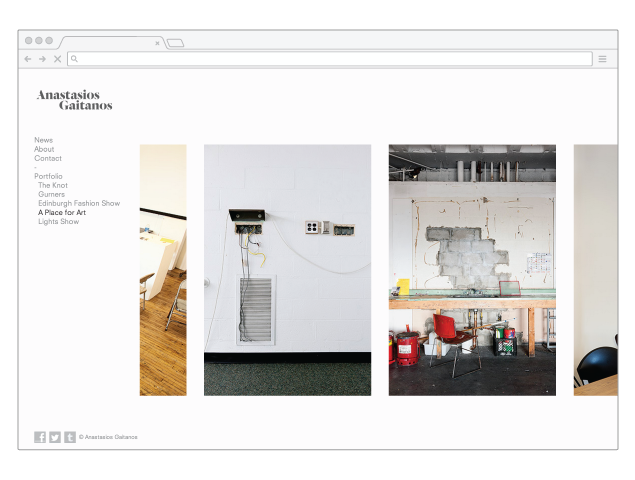 Anastasios
Gaitanos
News
About
Contact
-
Portfolio
The Knot
Gumers
Edinburgh Fashion Show
A Place for Art
Lights Show
© Anastasios Gaitanos